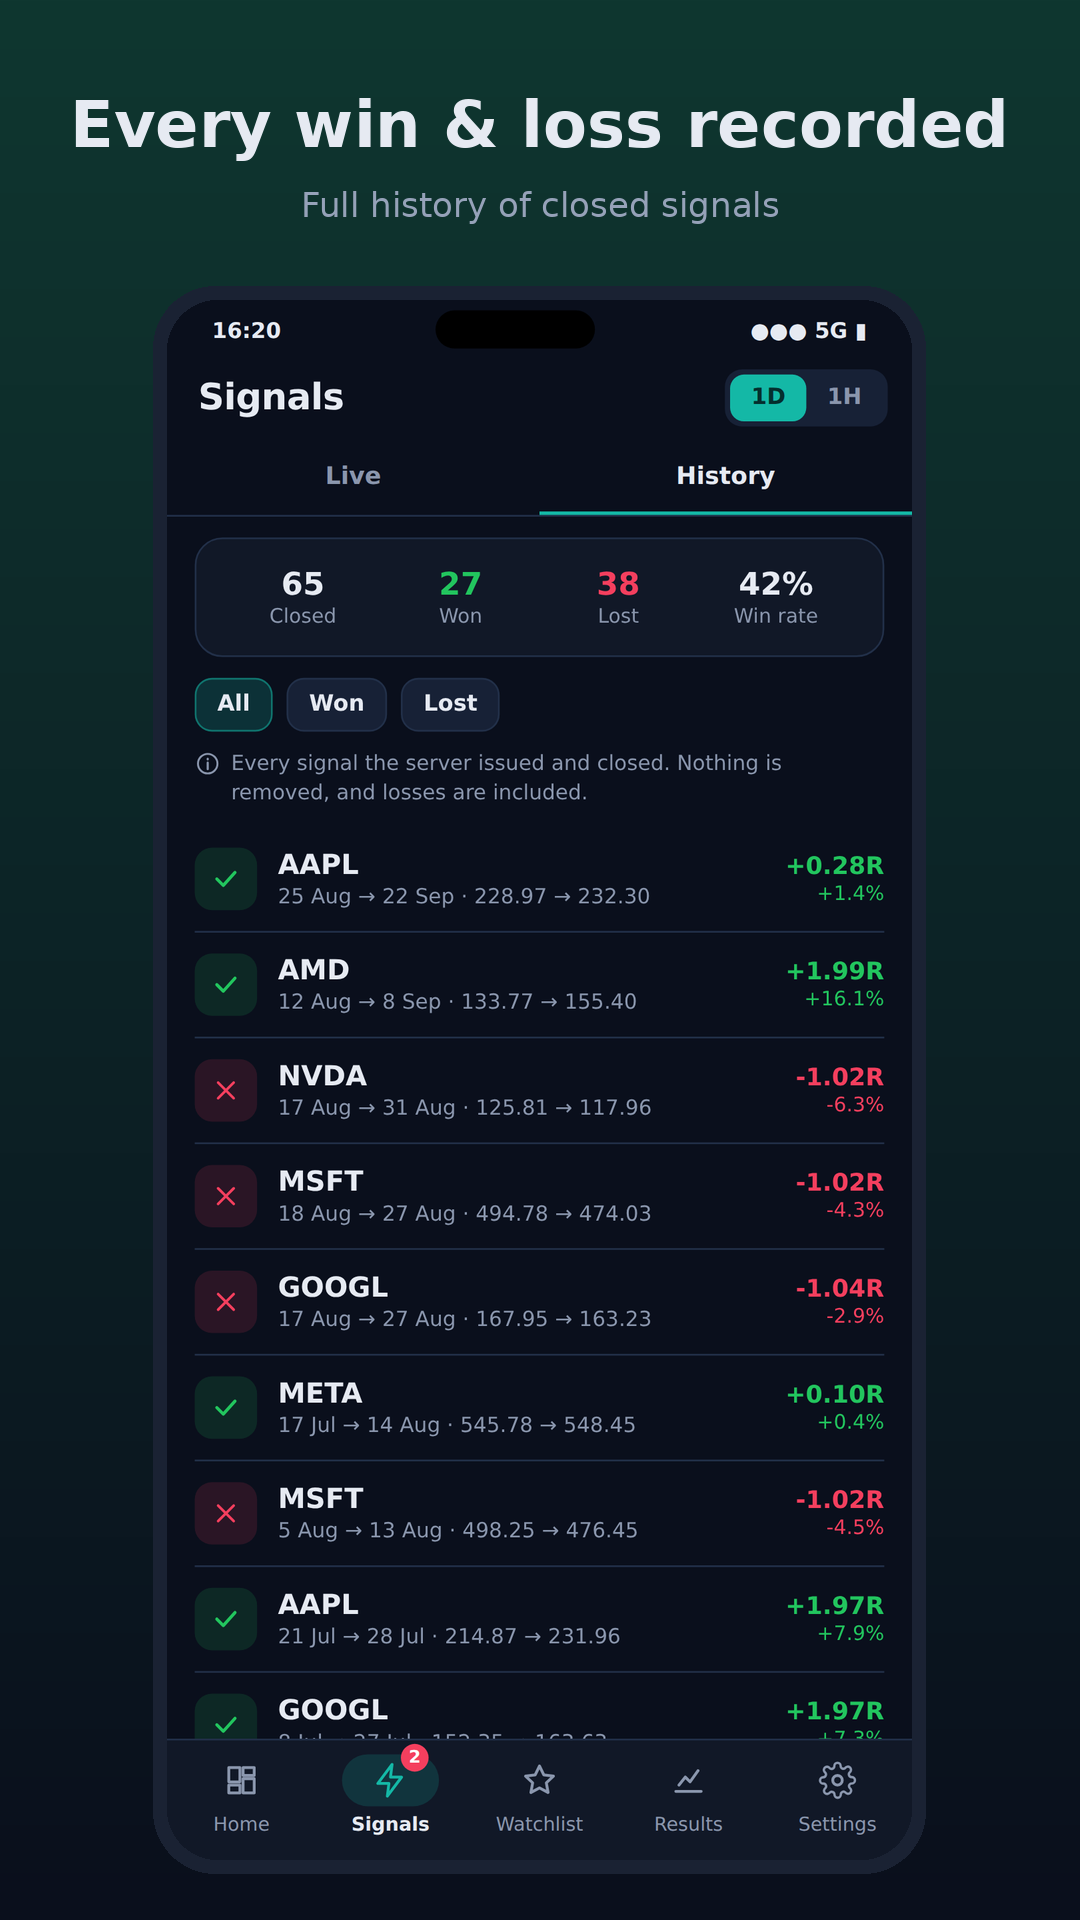 Every win & loss recorded
Full history of closed signals
16:20
●●● 5G ▮
Signals
1D 1H
Live History
65 27 38 42%
Closed Won Lost Win rate
All Won Lost
Every signal the server issued and closed. Nothing is
removed, and losses are included.
AAPL +0.28R
25 Aug → 22 Sep · 228.97 → 232.30 +1.4%
AMD +1.99R
12 Aug → 8 Sep · 133.77 → 155.40 +16.1%
NVDA -1.02R
17 Aug → 31 Aug · 125.81 → 117.96 -6.3%
MSFT -1.02R
18 Aug → 27 Aug · 494.78 → 474.03 -4.3%
GOOGL -1.04R
17 Aug → 27 Aug · 167.95 → 163.23 -2.9%
META +0.10R
17 Jul → 14 Aug · 545.78 → 548.45 +0.4%
MSFT -1.02R
5 Aug → 13 Aug · 498.25 → 476.45 -4.5%
AAPL +1.97R
21 Jul → 28 Jul · 214.87 → 231.96 +7.9%
GOOGL +1.97R
2
Home Signals Watchlist Results Settings